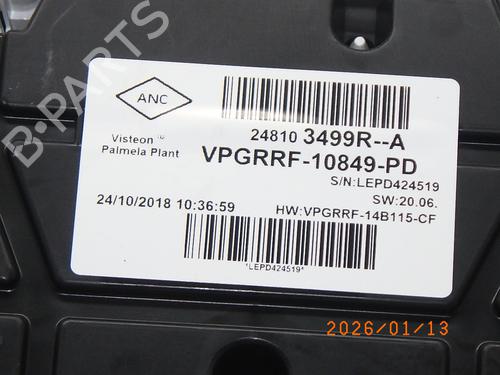 B-PARTS
ANC
Visteon™
Palmela Plant
24810 3499R--A
VPGRRF-10849-PD
S/N:LEPD424519
SW:20.06.
24/10/2018 10:36:59
HW:VPGRRF-14B115-CF
*LEPD424519*
2026/01/13